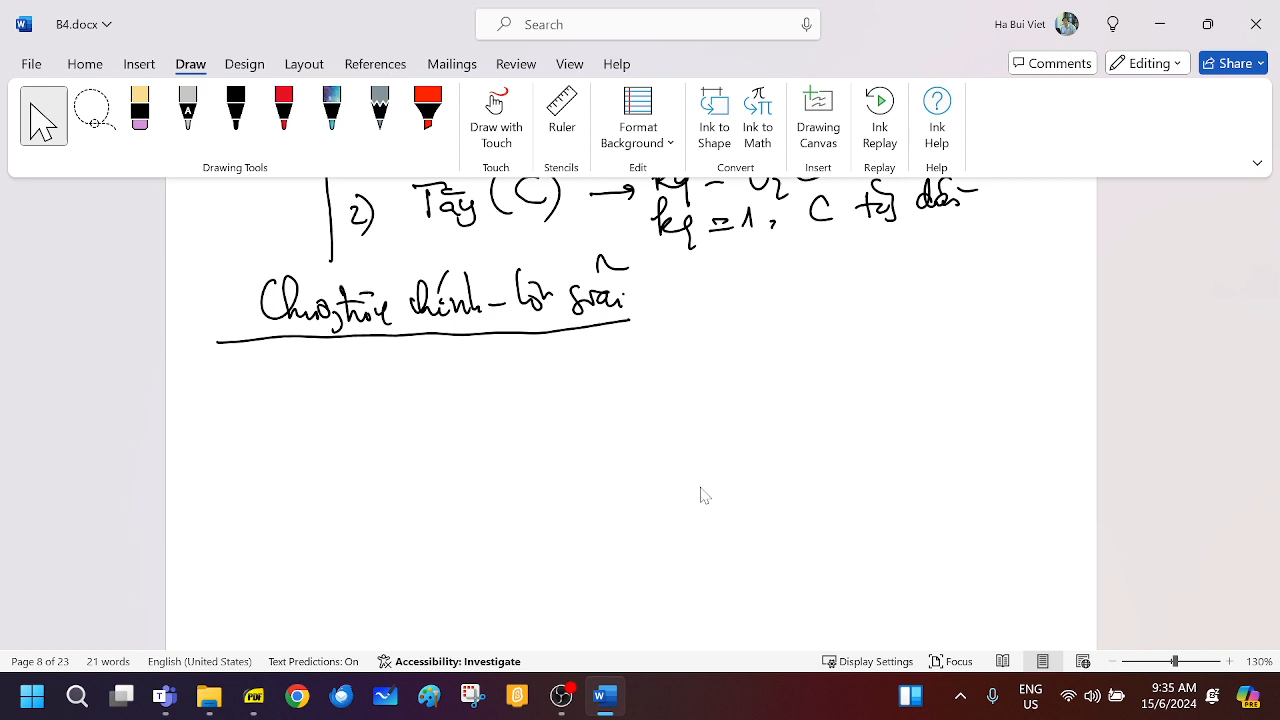 B4.docx
Search
Ha Bui Viet
File Home Insert Draw Design Layout References Mailings Review View Help
Comments
Editing
Share
Draw with Touch
Ruler
Format Background
Ink to Shape
Ink to Math
Drawing Canvas
Ink Replay
Ink Help
Drawing Tools
Touch
Stencils
Edit
Convert
Insert
Replay
Help
2) Tây (C) →
kq = 1, C
chính - lời giải
Page 8 of 23
21 words
English (United States)
Text Predictions: On
Accessibility: Investigate
Display Settings
Focus
130%
ENG
US
9:35 AM
15/6/2024